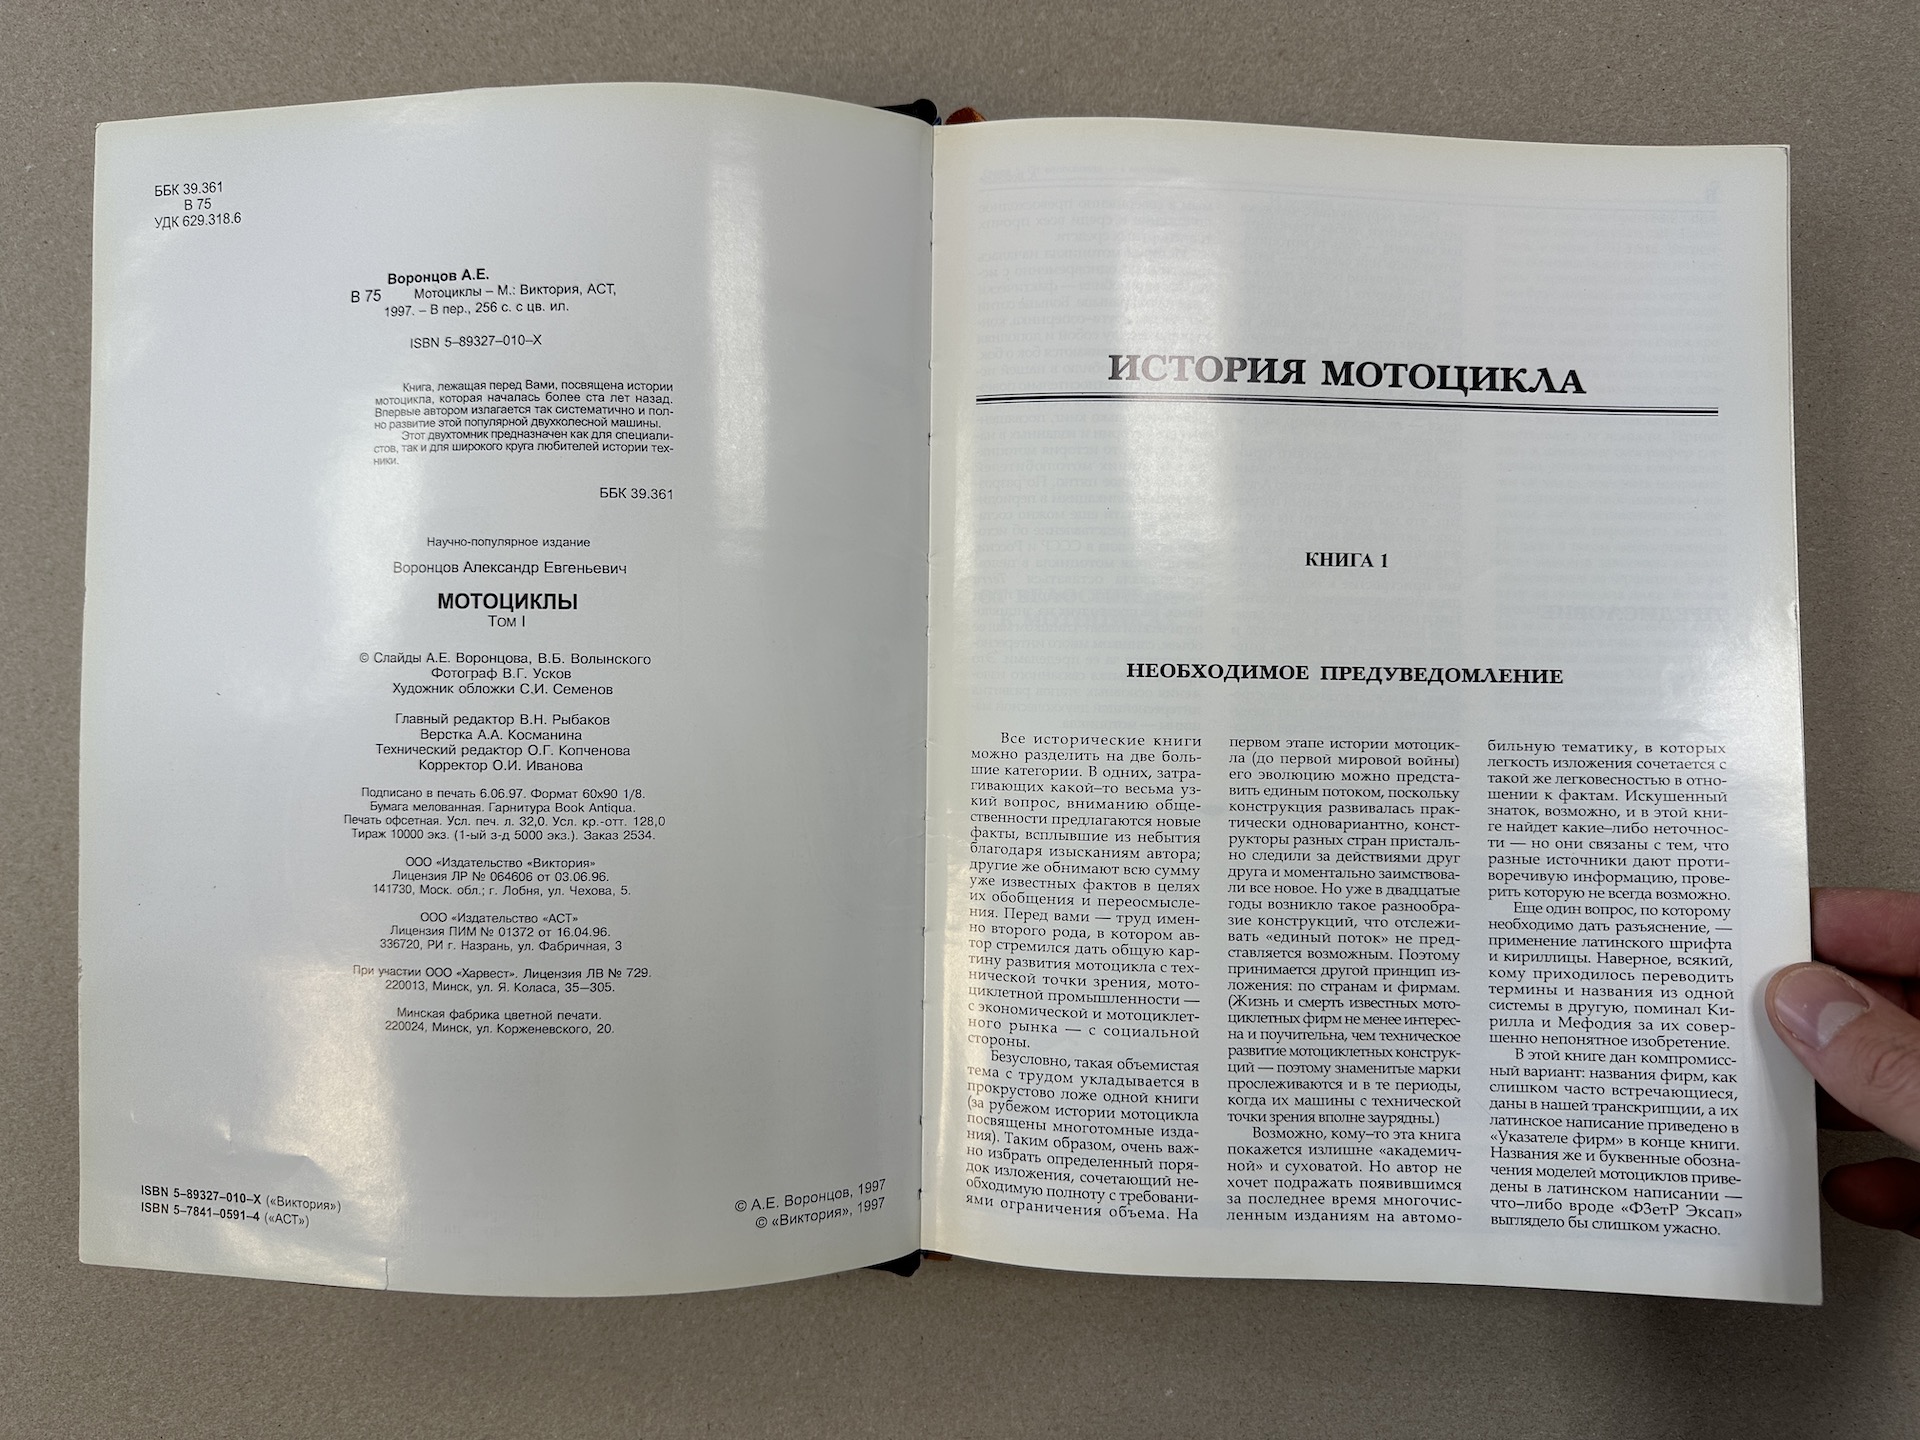 ББК 39.361
В 75
УДК 629.318.6
Воронцов А.Е.
В 75 Мотоциклы – М.: Виктория, АСТ,
1997. – В пер., 256 с. с цв. ил.
ISBN 5–89327–010–X
Книга, лежащая перед Вами, посвящена истории
мотоцикла, которая началась более ста лет назад.
Впервые автором излагается так систематично и пол-
но развитие этой популярной двухколесной машины.
Этот двухтомник предназначен как для специали-
стов, так и для широкого круга любителей истории тех-
ники.
ББК 39.361
Научно-популярное издание
Воронцов Александр Евгеньевич
МОТОЦИКЛЫ
Том I
© Слайды А.Е. Воронцова, В.Б. Волынского
Фотограф В.Г. Усков
Художник обложки С.И. Семенов
Главный редактор В.Н. Рыбаков
Верстка А.А. Косманина
Технический редактор О.Г. Копченова
Корректор О.И. Иванова
Подписано в печать 6.06.97. Формат 60x90 1/8.
Бумага мелованная. Гарнитура Book Antiqua.
Печать офсетная. Усл. печ. л. 32,0. Усл. кр.-отт. 128,0
Тираж 10000 экз. (1-ый з-д 5000 экз.). Заказ 2534.
ООО «Издательство «Виктория»
Лицензия ЛР № 064606 от 03.06.96.
141730, Моск. обл.; г. Лобня, ул. Чехова, 5.
ООО «Издательство «АСТ»
Лицензия ПИМ № 01372 от 16.04.96.
336720, РИ г. Назрань, ул. Фабричная, 3
При участии ООО «Харвест». Лицензия ЛВ № 729.
220013, Минск, ул. Я. Коласа, 35–305.
Минская фабрика цветной печати.
220024, Минск, ул. Корженевского, 20.
ISBN 5–89327–010–X («Виктория»)
ISBN 5–7841–0591–4 («АСТ»)
© А.Е. Воронцов, 1997
© «Виктория», 1997
ИСТОРИЯ МОТОЦИКЛА
КНИГА 1
НЕОБХОДИМОЕ ПРЕДУВЕДОМЛЕНИЕ
Все исторические книги
можно разделить на две боль-
шие категории. В одних, затра-
гивающих какой–то весьма уз-
кий вопрос, вниманию обще-
ственности предлагаются новые
факты, всплывшие из небытия
благодаря изысканиям автора;
другие же обнимают всю сумму
уже известных фактов в целях
их обобщения и переосмысле-
ния. Перед вами — труд имен-
но второго рода, в котором ав-
тор стремился дать общую кар-
тину развития мотоцикла с тех-
нической точки зрения, мото-
циклетной промышленности —
с экономической и мотоциклет-
ного рынка — с социальной
стороны.
Безусловно, такая объемистая
тема с трудом укладывается в
прокрустово ложе одной книги
(за рубежом истории мотоцикла
посвящены многотомные изда-
ния). Таким образом, очень важ-
но избрать определенный поря-
док изложения, сочетающий не-
обходимую полноту с требовани-
ями ограничения объема. На
первом этапе истории мотоцик-
ла (до первой мировой войны)
его эволюцию можно предста-
вить единым потоком, поскольку
конструкция развивалась прак-
тически одновариантно, конст-
рукторы разных стран присталь-
но следили за действиями друг
друга и моментально заимствова-
ли все новое. Но уже в двадцатые
годы возникло такое разнообра-
зие конструкций, что отслежи-
вать «единый поток» не пред-
ставляется возможным. Поэтому
принимается другой принцип из-
ложения: по странам и фирмам.
(Жизнь и смерть известных мото-
циклетных фирм не менее интерес-
на и поучительна, чем техническое
развитие мотоциклетных конструк-
ций — поэтому знаменитые марки
прослеживаются и в те периоды,
когда их машины с технической
точки зрения вполне заурядны.)
Возможно, кому–то эта книга
покажется излишне «академич-
ной» и суховатой. Но автор не
хочет подражать появившимся
за последнее время многочис-
ленным изданиям на автомо-
бильную тематику, в которых
легкость изложения сочетается с
такой же легковесностью в отно-
шении к фактам. Искушенный
знаток, возможно, и в этой кни-
ге найдет какие–либо неточнос-
ти — но они связаны с тем, что
разные источники дают проти-
воречивую информацию, прове-
рить которую не всегда возможно.
Еще один вопрос, по которому
необходимо дать разъяснение, —
применение латинского шрифта
и кириллицы. Наверное, всякий,
кому приходилось переводить
термины и названия из одной
системы в другую, поминал Ки-
рилла и Мефодия за их совер-
шенно непонятное изобретение.
В этой книге дан компромисс-
ный вариант: названия фирм, как
слишком часто встречающиеся,
даны в нашей транскрипции, а их
латинское написание приведено в
«Указателе фирм» в конце книги.
Названия же и буквенные обозна-
чения моделей мотоциклов приве-
дены в латинском написании —
что–либо вроде «ФЗетР Эксап»
выглядело бы слишком ужасно.